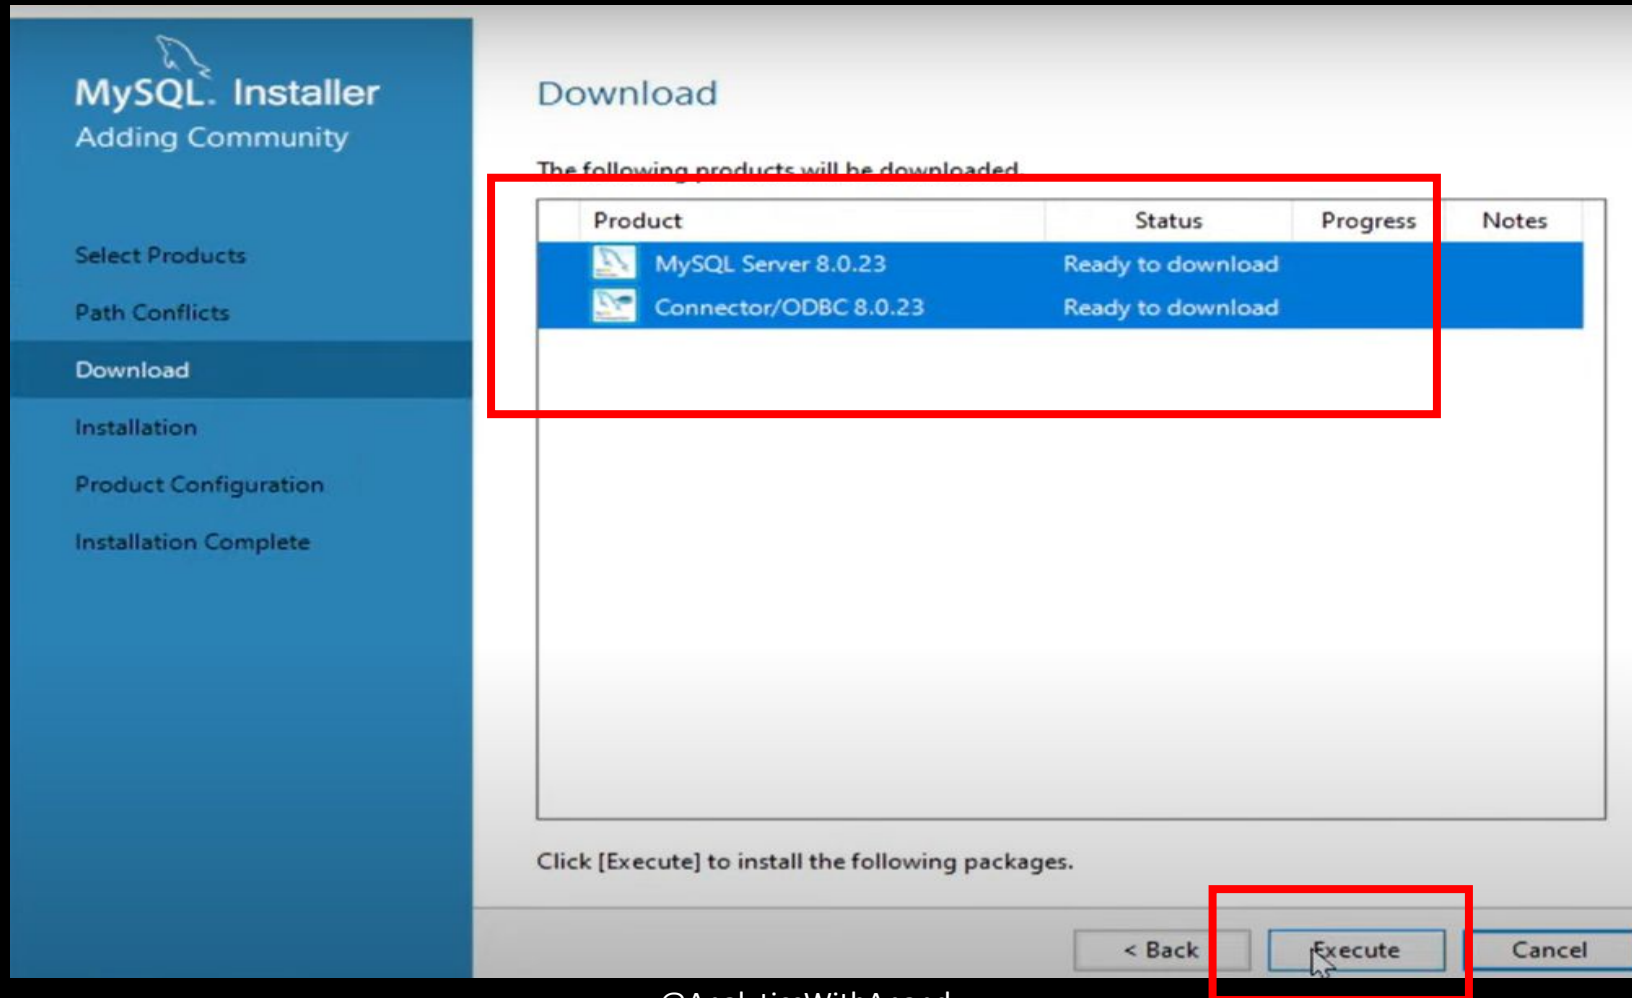 MySQL. Installer
Adding Community
Select Products
Path Conflicts
Download
Installation
Product Configuration
Installation Complete
Download
The following products will be downloaded.
Product Status Progress Notes
MySQL Server 8.0.23 Ready to download
Connector/ODBC 8.0.23 Ready to download
Click [Execute] to install the following packages.
< Back Execute Cancel
@AnalyticsWithAnand